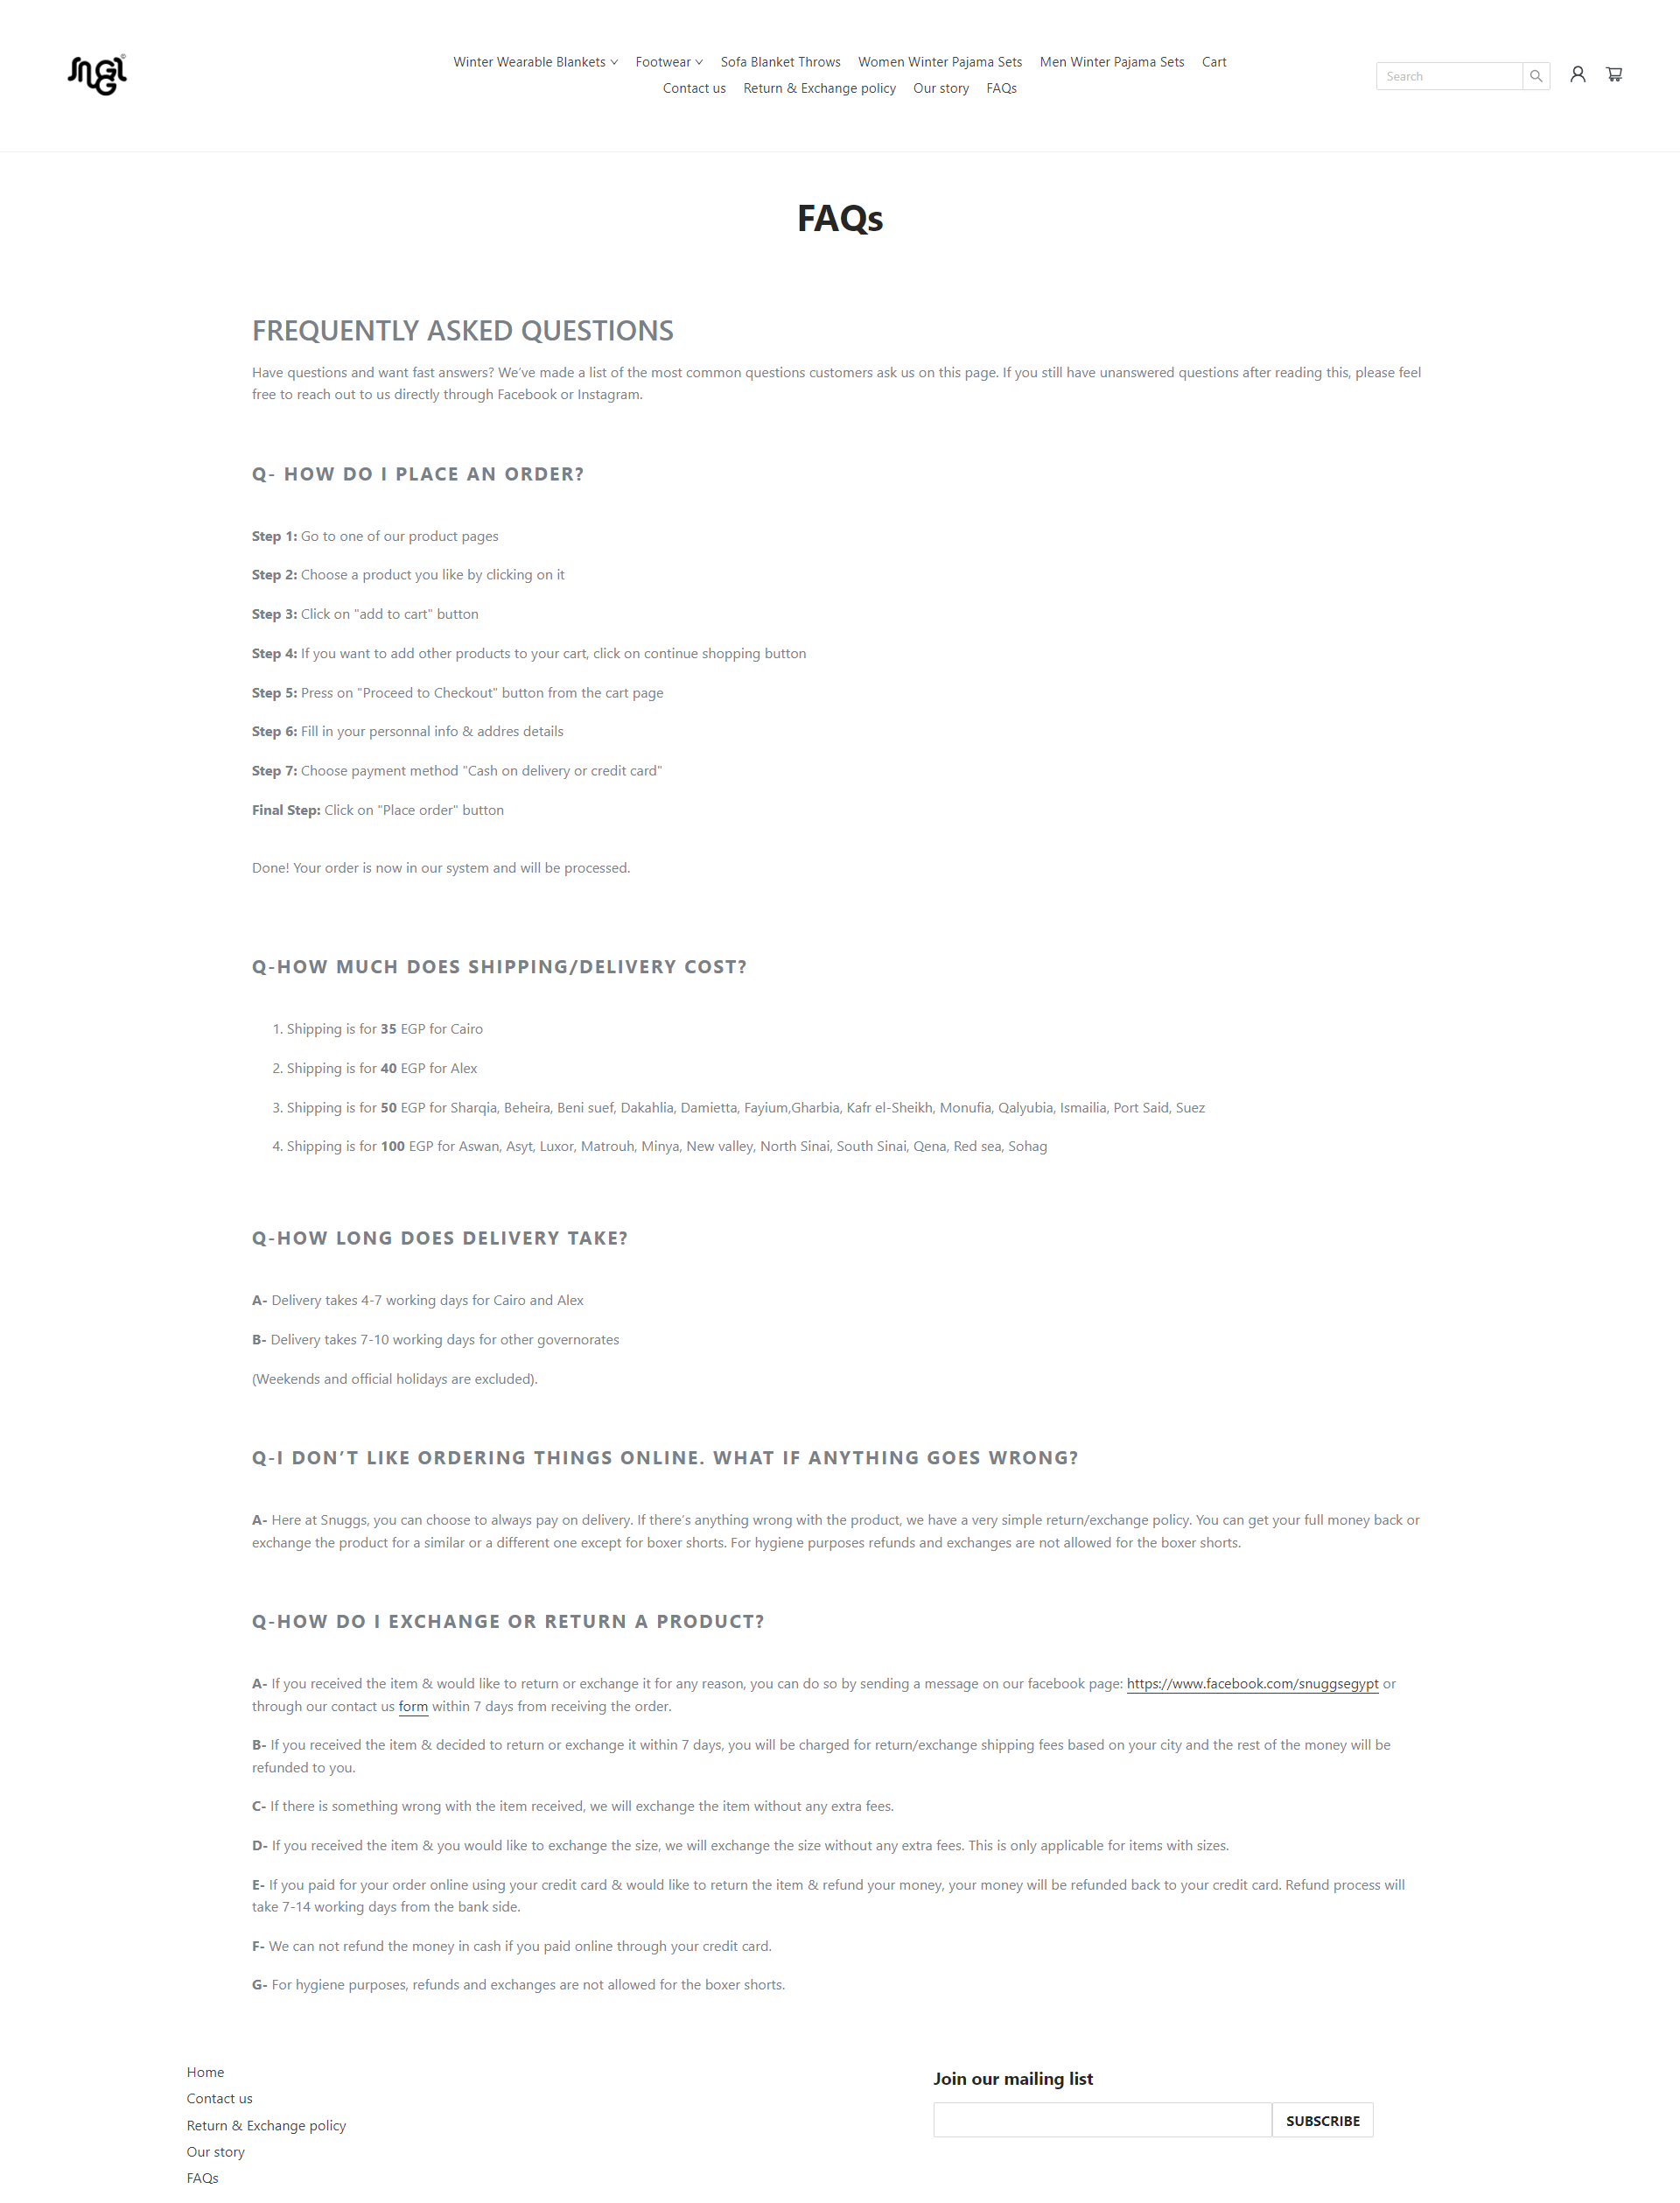 Winter Wearable Blankets Footwear Sofa Blanket Throws Women Winter Pajama Sets Men Winter Pajama Sets Cart
Contact us Return & Exchange policy Our story FAQs
Search
FAQs
FREQUENTLY ASKED QUESTIONS
Have questions and want fast answers? We've made a list of the most common questions customers ask us on this page. If you still have unanswered questions after reading this, please feel
free to reach out to us directly through Facebook or Instagram.
Q- HOW DO I PLACE AN ORDER?
Step 1: Go to one of our product pages
Step 2: Choose a product you like by clicking on it
Step 3: Click on "add to cart" button
Step 4: If you want to add other products to your cart, click on continue shopping button
Step 5: Press on "Proceed to Checkout" button from the cart page
Step 6: Fill in your personnal info & addres details
Step 7: Choose payment method "Cash on delivery or credit card"
Final Step: Click on "Place order" button
Done! Your order is now in our system and will be processed.
Q-HOW MUCH DOES SHIPPING/DELIVERY COST?
1. Shipping is for 35 EGP for Cairo
2. Shipping is for 40 EGP for Alex
3. Shipping is for 50 EGP for Sharqia, Beheira, Beni suef, Dakahlia, Damietta, Fayium,Gharbia, Kafr el-Sheikh, Monufia, Qalyubia, Ismailia, Port Said, Suez
4. Shipping is for 100 EGP for Aswan, Asyt, Luxor, Matrouh, Minya, New valley, North Sinai, South Sinai, Qena, Red sea, Sohag
Q-HOW LONG DOES DELIVERY TAKE?
A- Delivery takes 4-7 working days for Cairo and Alex
B- Delivery takes 7-10 working days for other governorates
(Weekends and official holidays are excluded).
Q-I DON'T LIKE ORDERING THINGS ONLINE. WHAT IF ANYTHING GOES WRONG?
A- Here at Snuggs, you can choose to always pay on delivery. If there's anything wrong with the product, we have a very simple return/exchange policy. You can get your full money back or
exchange the product for a similar or a different one except for boxer shorts. For hygiene purposes refunds and exchanges are not allowed for the boxer shorts.
Q-HOW DO I EXCHANGE OR RETURN A PRODUCT?
A- If you received the item & would like to return or exchange it for any reason, you can do so by sending a message on our facebook page: https://www.facebook.com/snuggsegypt or
through our contact us form within 7 days from receiving the order.
B- If you received the item & decided to return or exchange it within 7 days, you will be charged for return/exchange shipping fees based on your city and the rest of the money will be
refunded to you.
C- If there is something wrong with the item received, we will exchange the item without any extra fees.
D- If you received the item & you would like to exchange the size, we will exchange the size without any extra fees. This is only applicable for items with sizes.
E- If you paid for your order online using your credit card & would like to return the item & refund your money, your money will be refunded back to your credit card. Refund process will
take 7-14 working days from the bank side.
F- We can not refund the money in cash if you paid online through your credit card.
G- For hygiene purposes, refunds and exchanges are not allowed for the boxer shorts.
Home
Contact us
Return & Exchange policy
Our story
FAQs
Join our mailing list
SUBSCRIBE